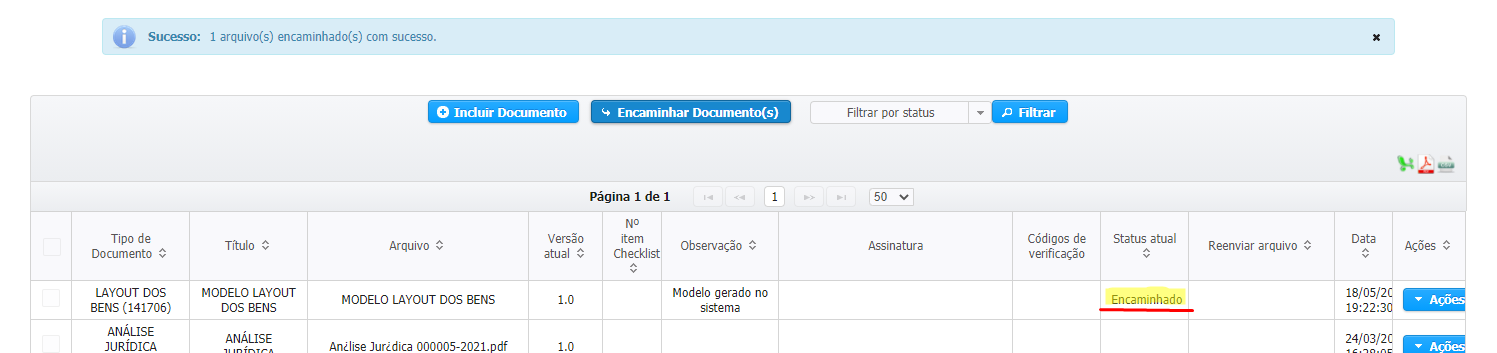 Sucesso: 1 arquivo(s) encaminhado(s) com sucesso.
Incluir Documento Encaminhar Documento(s) Filtrar por status Filtrar
Página 1 de 1 1 50
Tipo de Documento Título Arquivo Versão atual Nº item Checklist Observação Assinatura Códigos de verificação Status atual Reenviar arquivo Data Ações
LAYOUT DOS BENS (141706) MODELO LAYOUT DOS BENS MODELO LAYOUT DOS BENS 1.0 Modelo gerado no sistema Encaminhado 18/05/20 19:22:30 Ações
ANÁLISE JURÍDICA ANÁLISE JURÍDICA An¿lise Jur¿dica 000005-2021.pdf 1.0 24/03/20 Ações